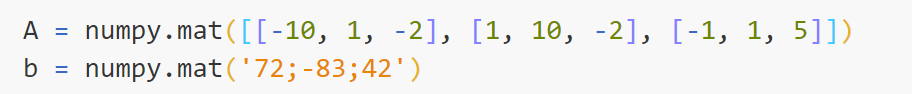 A = numpy.mat([[-10, 1, -2], [1, 10, -2], [-1, 1, 5]])
b = numpy.mat('72;-83;42')